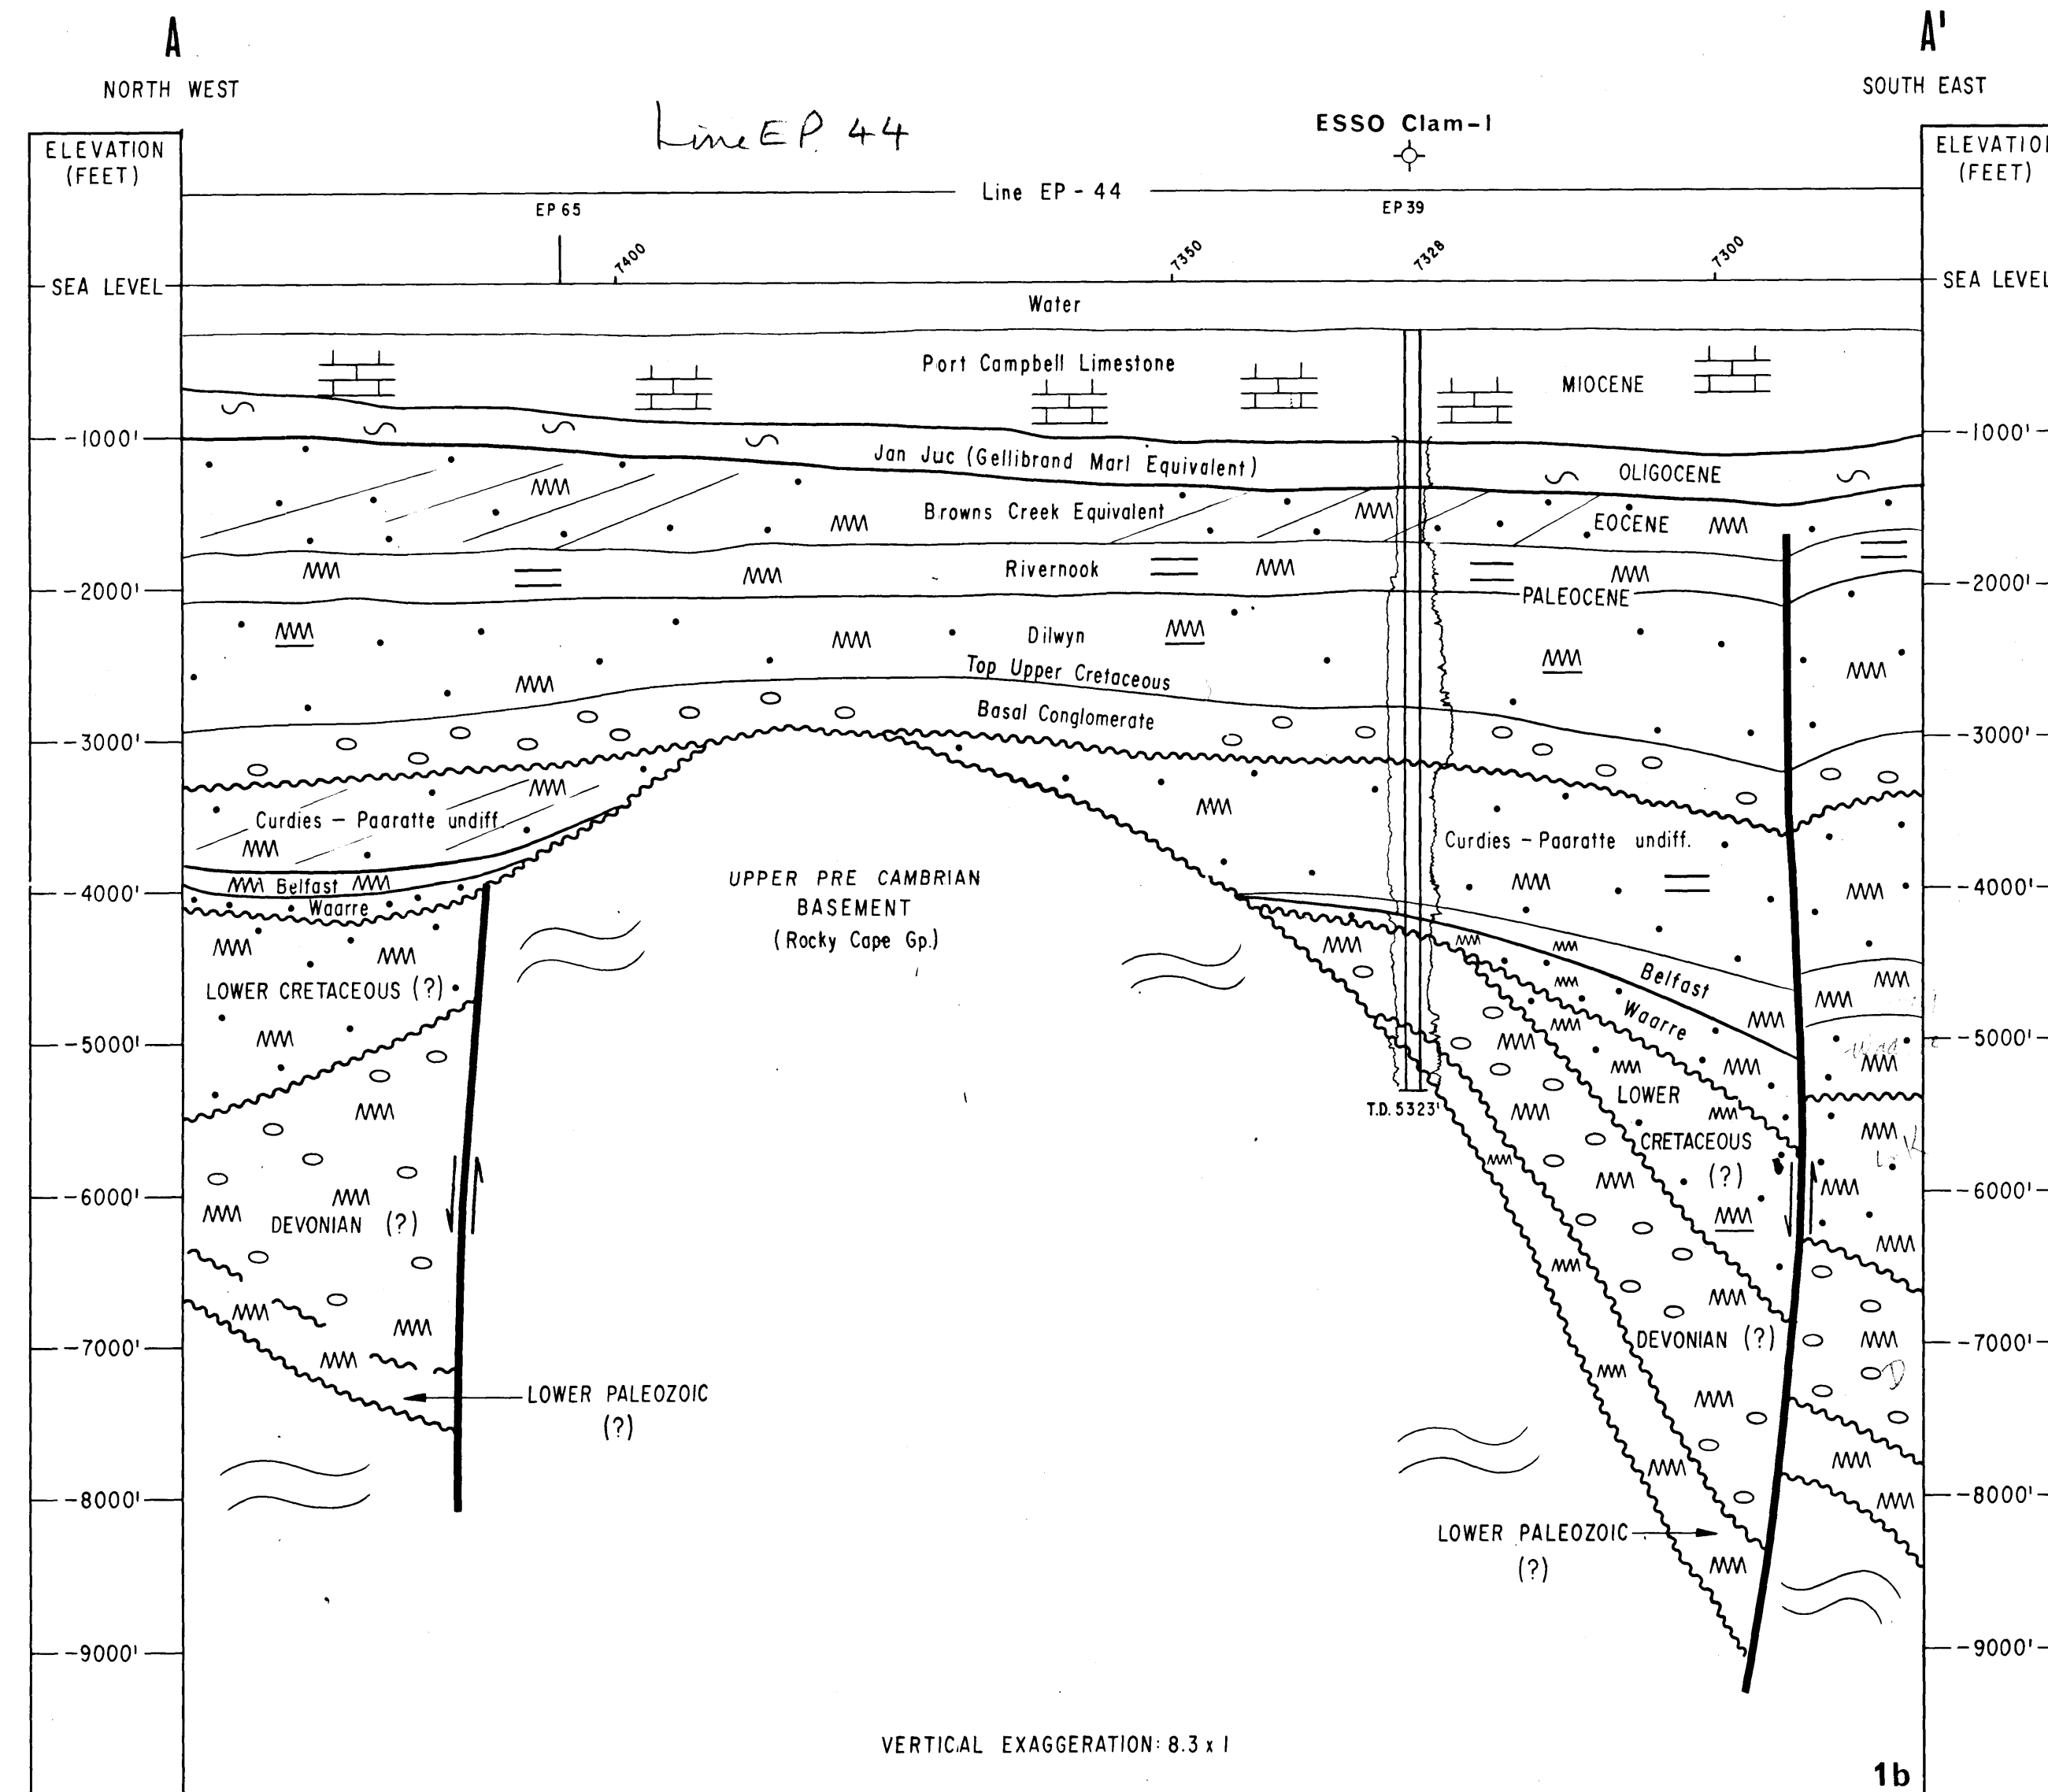 A
A'
NORTH WEST
SOUTH EAST
Line EP. 44
ESSO Clam-1
ELEVATION
(FEET)
ELEVATIO
(FEET)
Line EP - 44
EP 65
EP 39
7400
7350
7328
7300
SEA LEVEL
SEA LEVEL
Water
Port Campbell Limestone
MIOCENE
-1000'
-1000'
Jan Juc (Gellibrand Marl Equivalent)
OLIGOCENE
Browns Creek Equivalent
EOCENE
Rivernook
-2000'
-2000'
PALEOCENE
Dilwyn
Top Upper Cretaceous
Basal Conglomerate
-3000'
-3000'
Curdies - Paaratte undiff.
Curdies - Paaratte undiff.
UPPER PRE CAMBRIAN
BASEMENT
(Rocky Cape Gp.)
-4000'
-4000'
Belfast
Waarre
Belfast
Waarre
LOWER CRETACEOUS (?)
-5000'
-5000'
T.D. 5323'
LOWER
CRETACEOUS
(?)
-6000'
-6000'
DEVONIAN (?)
DEVONIAN (?)
D
-7000'
-7000'
LOWER PALEOZOIC
(?)
-8000'
-8000'
LOWER PALEOZOIC
(?)
-9000'
-9000'
VERTICAL EXAGGERATION: 8.3 x 1
1b